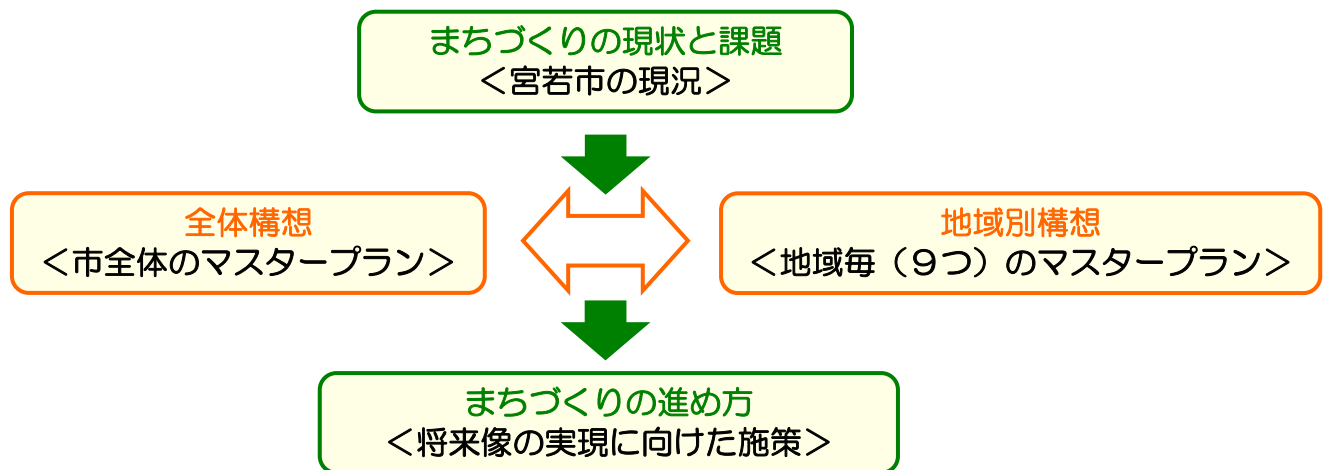 まちづくりの現状と課題
＜宮若市の現況＞
全体構想
＜市全体のマスタープラン＞
地域別構想
＜地域毎（９つ）のマスタープラン＞
まちづくりの進め方
＜将来像の実現に向けた施策＞